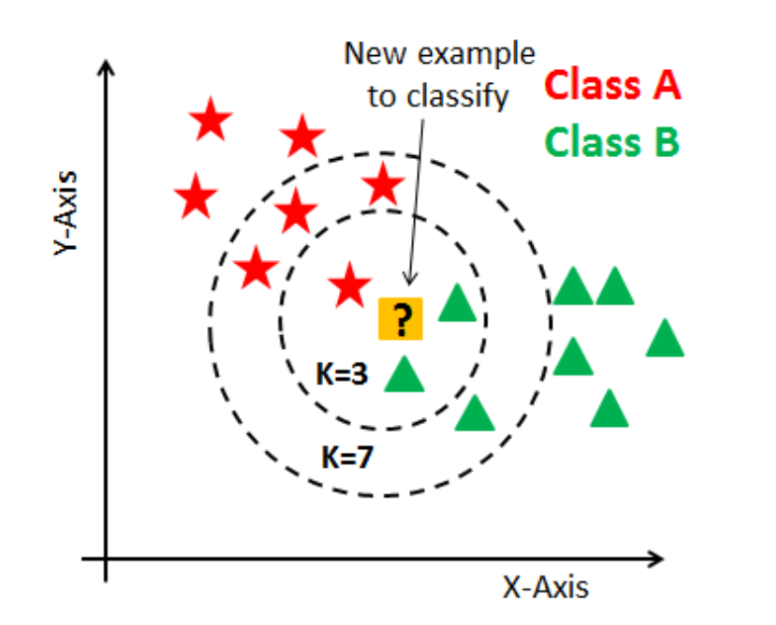 New example
to classify
Class A
Class B
Y-Axis
?
K=3
K=7
X-Axis